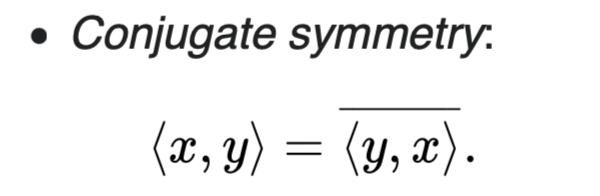 • Conjugate symmetry:
⟨x, y⟩ = \overline{⟨y, x⟩}.